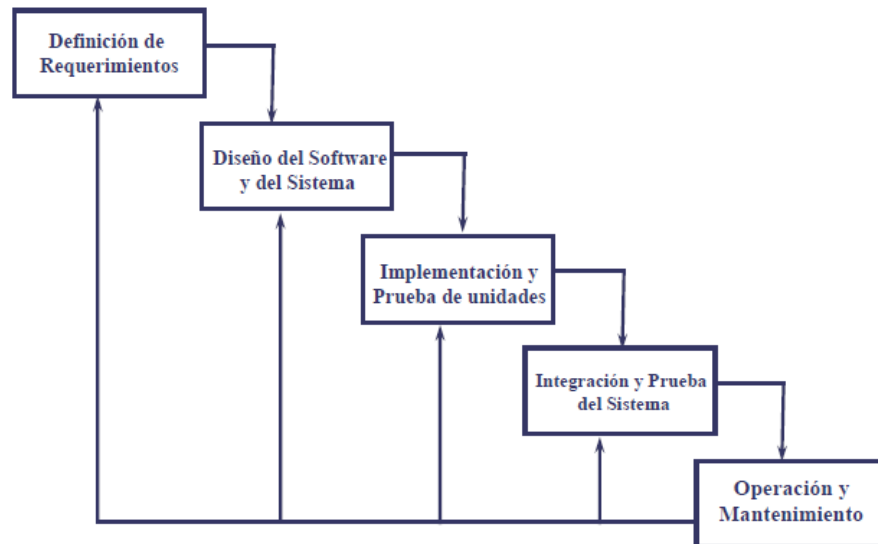 Definición de
Requerimientos
Diseño del Software
y del Sistema
Implementación y
Prueba de unidades
Integración y Prueba
del Sistema
Operación y
Mantenimiento